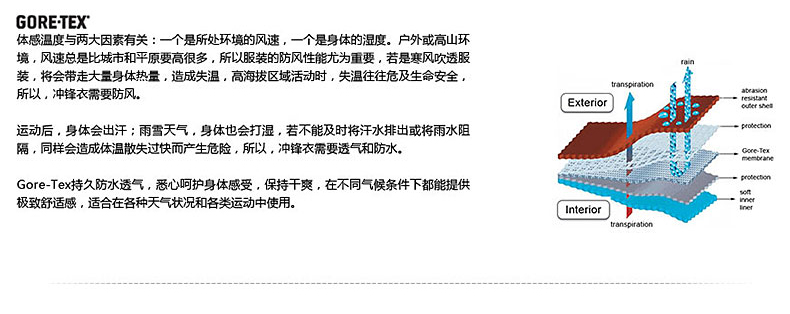 GORE-TEX
体感温度与两大因素有关：一个是所处环境的风速，一个是身体的湿度。户外或高山环
境，风速总是比城市和平原要高很多，所以服装的防风性能尤为重要，若是寒风吹透服
装，将会带走大量身体热量，造成失温，高海拔区域活动时，失温往往危及生命安全，
所以，冲锋衣需要防风。
运动后，身体会出汗；雨雪天气，身体也会打湿，若不能及时将汗水排出或将雨水阻
隔，同样会造成体温散失过快而产生危险，所以，冲锋衣需要透气和防水。
Gore-Tex持久防水透气，悉心呵护身体感受，保持干爽，在不同气候条件下都能提供
极致舒适感，适合在各种天气状况和各类运动中使用。
rain
transpiration
Exterior
abrasion
resistant
outer shell
protection
Gore-Tex
membrane
protection
soft
inner
liner
Interior
transpiration